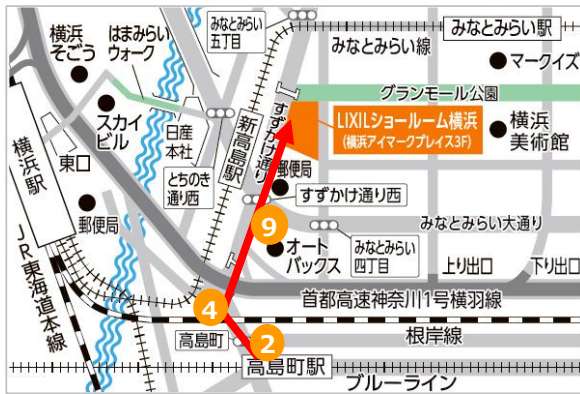 みなとみらい
五丁目
みなとみらい駅
横浜
そごう
はまみらい
ウォーク
みなとみらい線
マークイズ
グランモール公園
スカイ
ビル
日産
本社
新高島駅
すずかけ通り
LIXILショールーム横浜
(横浜アイマークプレイス3F)
横浜
美術館
横浜駅
東口
とちのき
通り西
郵便局
すずかけ通り西
郵便局
9
みなとみらい大通り
オート
バックス
みなとみらい
四丁目
上り出口
下り出口
JR東海道本線
首都高速神奈川1号横羽線
4
高島町
2
根岸線
高島町駅
ブルーライン